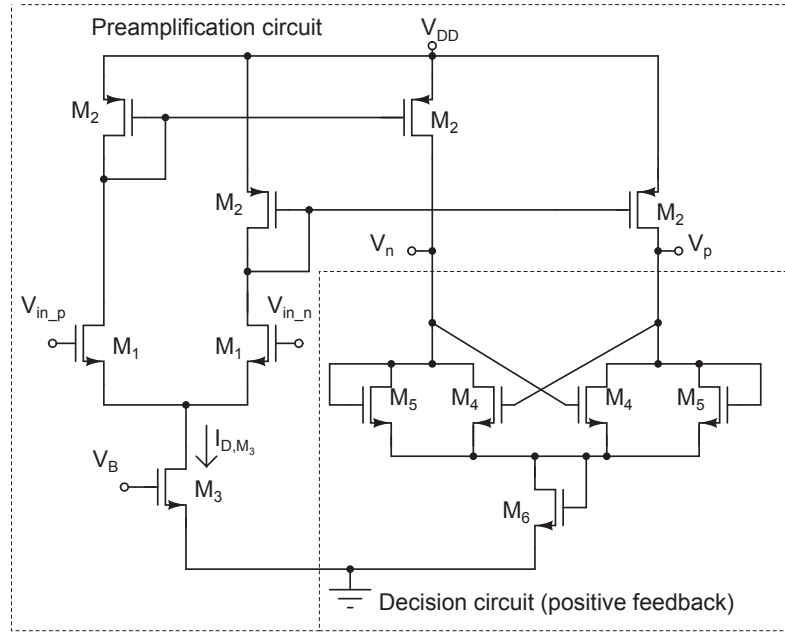 Preamplification circuit
V_DD
M_2
M_2
M_2
M_2
V_n
V_p
V_in_p
V_in_n
M_1
M_1
M_5
M_4
M_4
M_5
I_D,M_3
V_B
M_3
M_6
Decision circuit (positive feedback)